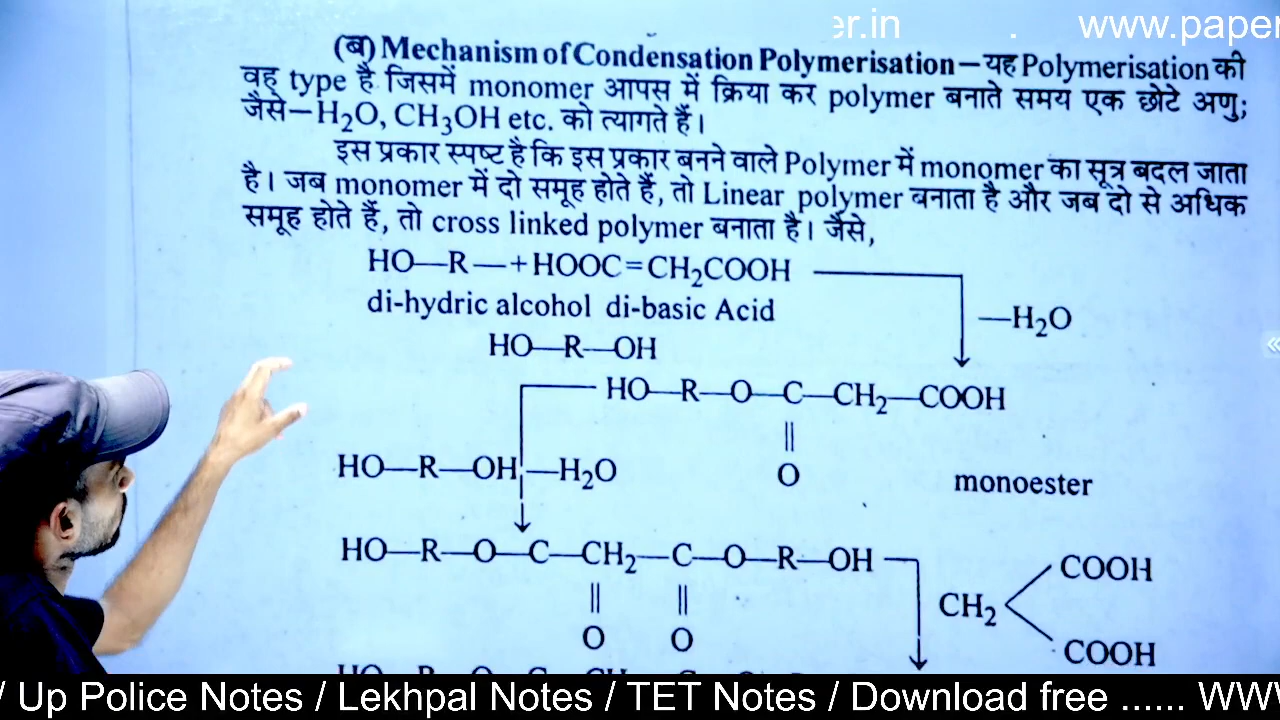 er.in . www.paper
(ब) Mechanism of Condensation Polymerisation—यह Polymerisation की
वह type है जिसमें monomer आपस में क्रिया कर polymer बनाते समय एक छोटे अणु;
जैसे—H₂O, CH₃OH etc. को त्यागते हैं।
इस प्रकार स्पष्ट है कि इस प्रकार बनने वाले Polymer में monomer का सूत्र बदल जाता
है। जब monomer में दो समूह होते हैं, तो Linear polymer बनाता है और जब दो से अधिक
समूह होते हैं, तो cross linked polymer बनाता है। जैसे,
HO—R—+HOOC=CH₂COOH
di-hydric alcohol di-basic Acid
—H₂O
HO—R—OH
HO—R—O—C—CH₂—COOH
||
HO—R—OH —H₂O
O
monoester
HO—R—O—C—CH₂—C—O—R—OH
COOH
CH₂
|| ||
O O
COOH
/ Up Police Notes / Lekhpal Notes / TET Notes / Download free ...... WWW